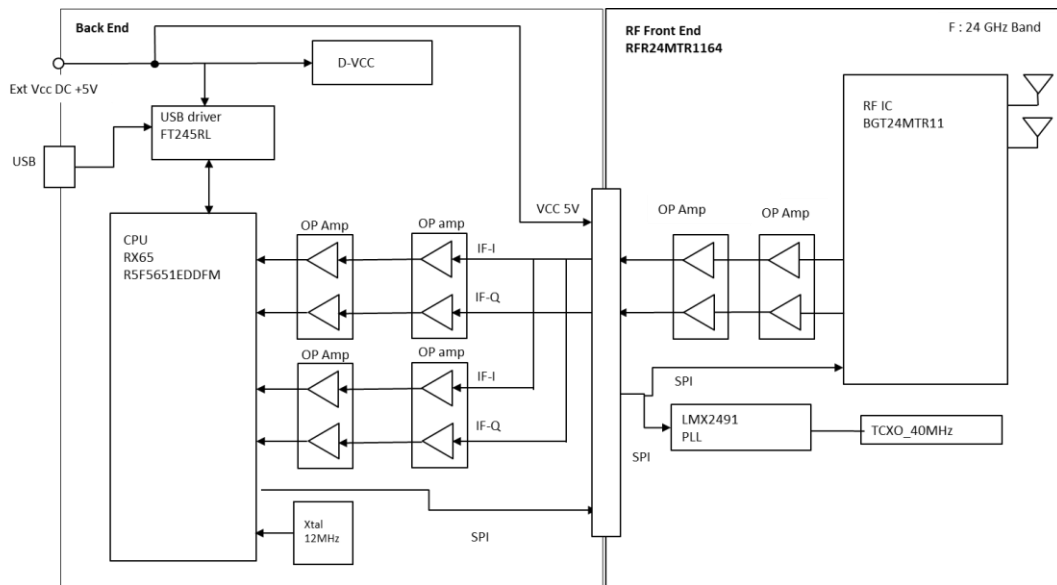 Back End
RF Front End
RFR24MTR1164
F : 24 GHz Band
D-VCC
Ext Vcc DC +5V
USB driver
FT245RL
USB
RF IC
BGT24MTR11
VCC 5V
CPU
RX65
R5F5651EDDFM
OP Amp
OP amp
IF-I
IF-Q
OP Amp
OP Amp
OP Amp
OP amp
IF-I
IF-Q
SPI
LMX2491
PLL
TCXO_40MHz
SPI
Xtal
12MHz
SPI